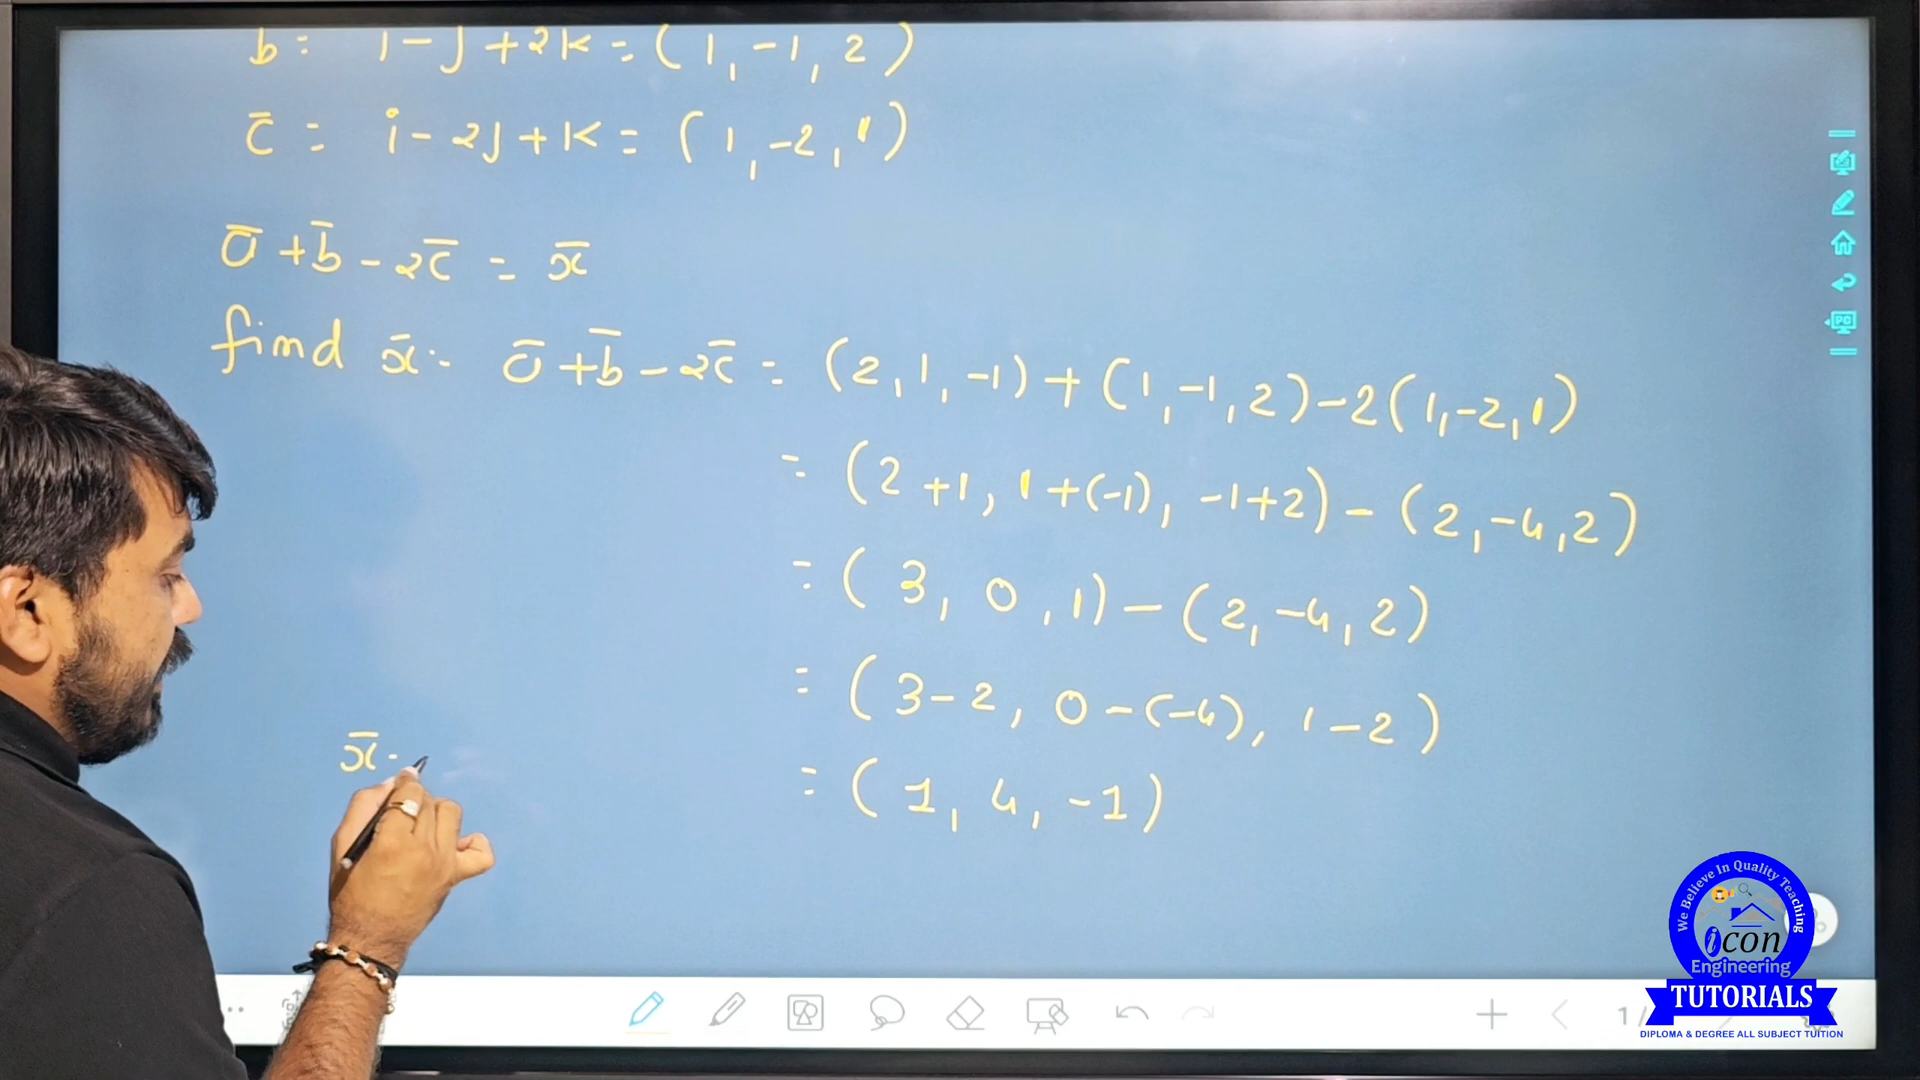 b = i - j + 2k = (1, -1, 2)
c̄ = i - 2j + k = (1, -2, 1)
ā + b̄ - 2c̄ = x̄
find x̄ :- ā + b̄ - 2c̄ = (2, 1, -1) + (1, -1, 2) - 2(1, -2, 1)
= (2 + 1, 1 + (-1), -1 + 2) - (2, -4, 2)
= (3, 0, 1) - (2, -4, 2)
= (3 - 2, 0 - (-4), 1 - 2)
x̄ -
= (1, 4, -1)
We Believe In Quality Teaching
icon
Engineering
TUTORIALS
DIPLOMA & DEGREE ALL SUBJECT TUITION
PC
1/